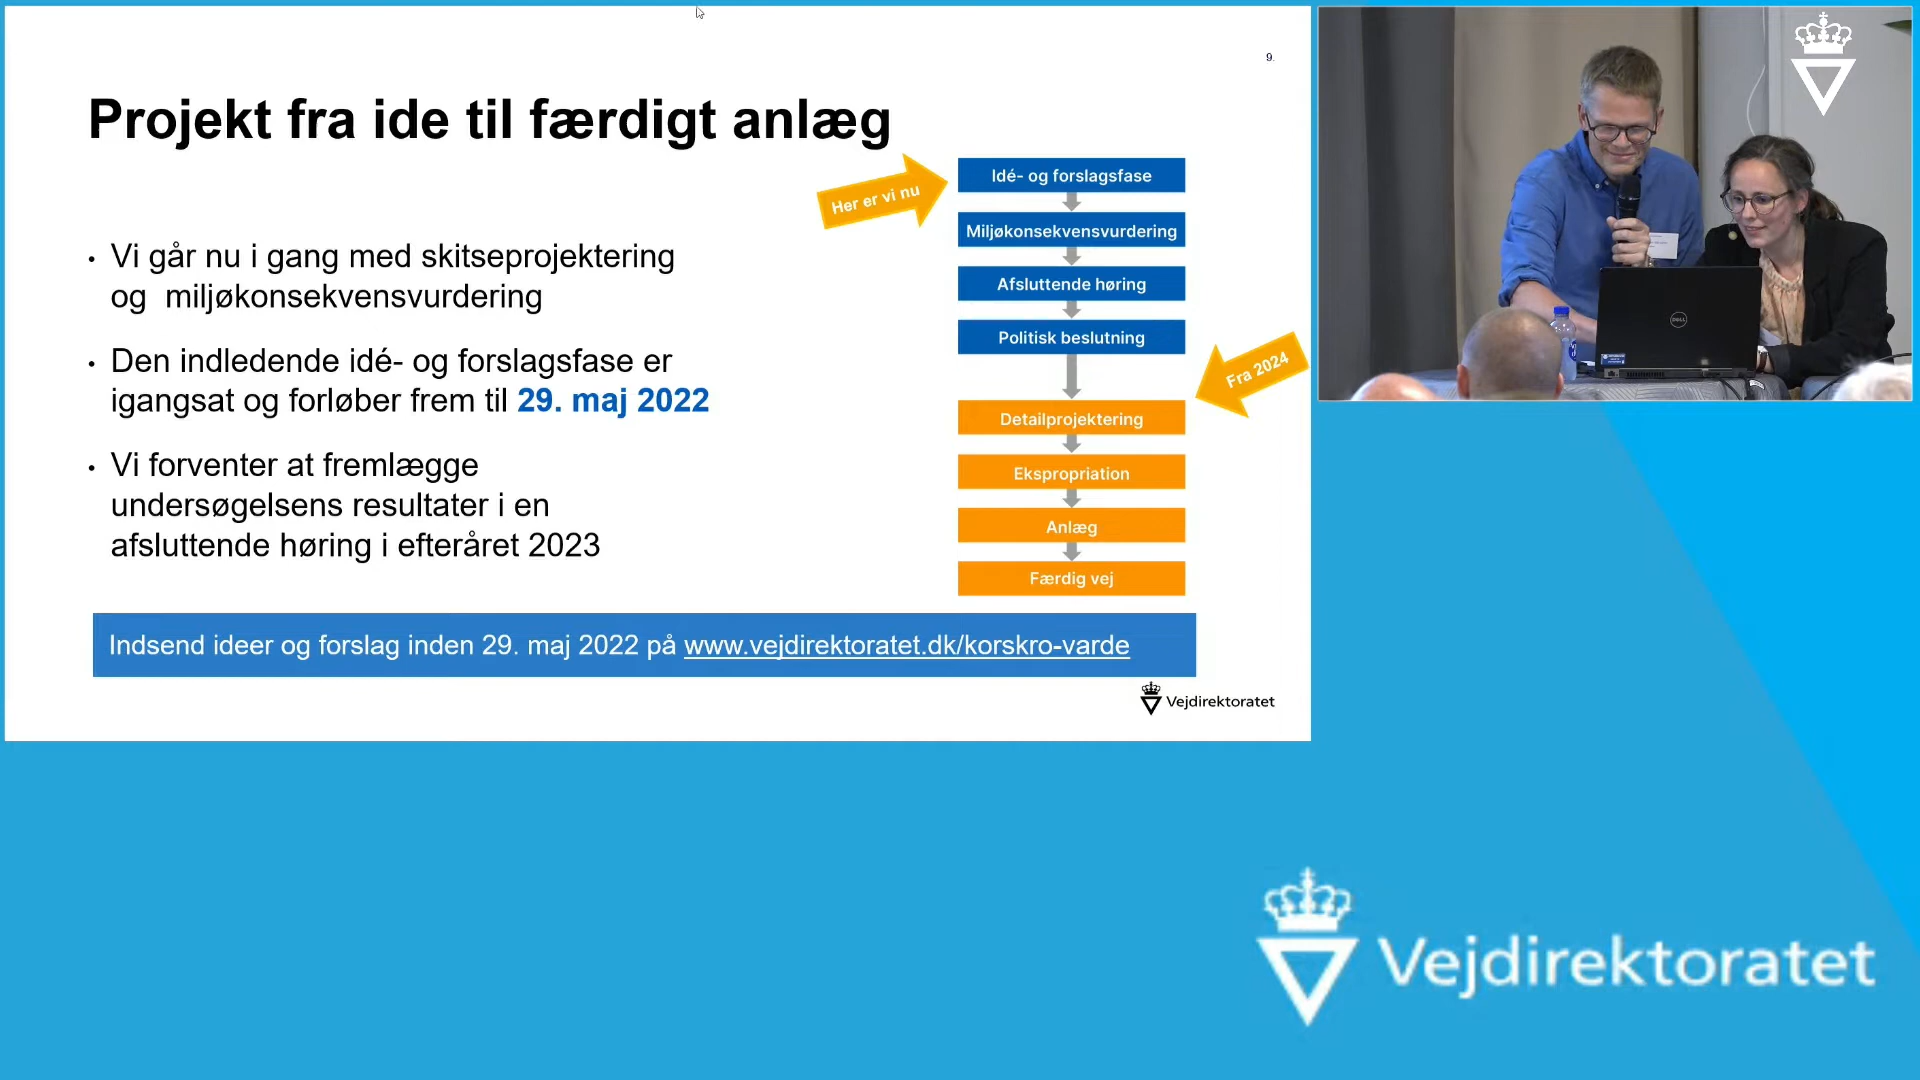 9.
Projekt fra ide til færdigt anlæg
Her er vi nu
• Vi går nu i gang med skitseprojektering
og miljøkonsekvensvurdering
• Den indledende idé- og forslagsfase er
igangsat og forløber frem til 29. maj 2022
• Vi forventer at fremlægge
undersøgelsens resultater i en
afsluttende høring i efteråret 2023
Idé- og forslagsfase
Miljøkonsekvensvurdering
Afsluttende høring
Politisk beslutning
Fra 2024
Detailprojektering
Ekspropriation
Anlæg
Færdig vej
Indsend ideer og forslag inden 29. maj 2022 på www.vejdirektoratet.dk/korskro-varde
Vejdirektoratet
DELL
Vejdirektoratet